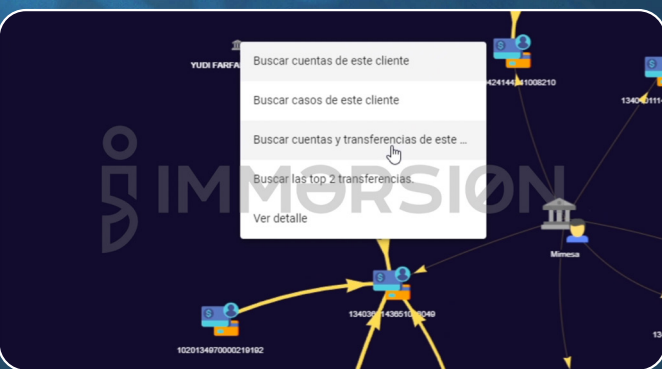 YUDI FARFA
Buscar cuentas de este cliente
Buscar casos de este cliente
Buscar cuentas y transferencias de este ...
Buscar las top 2 transferencias.
Ver detalle
IMMERSION
Mimesa
1020134970000219192